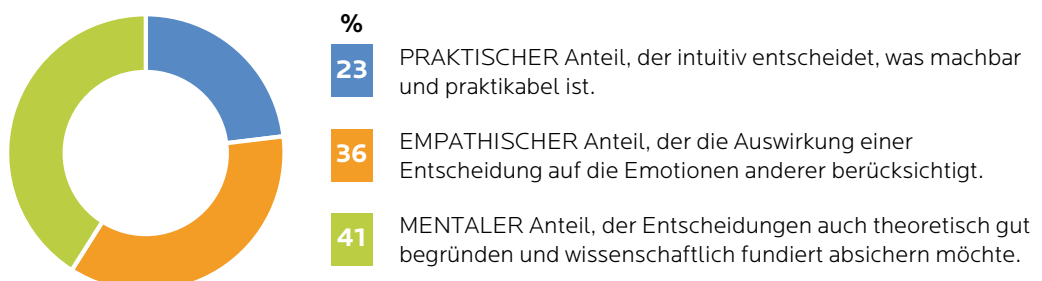 %
23
PRAKTISCHER Anteil, der intuitiv entscheidet, was machbar
und praktikabel ist.
36
EMPATHISCHER Anteil, der die Auswirkung einer
Entscheidung auf die Emotionen anderer berücksichtigt.
41
MENTALER Anteil, der Entscheidungen auch theoretisch gut
begründen und wissenschaftlich fundiert absichern möchte.